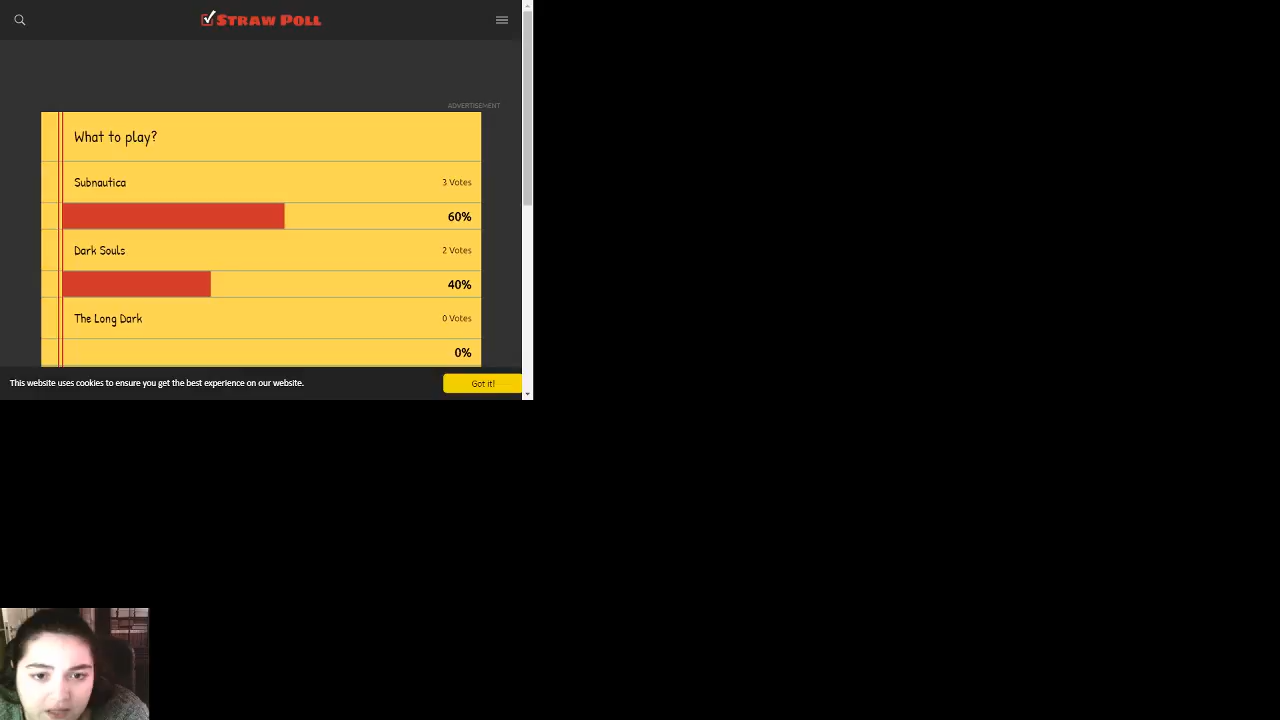 STRAW POLL
ADVERTISEMENT
What to play?
Subnautica 3 Votes
60%
Dark Souls 2 Votes
40%
The Long Dark 0 Votes
0%
This website uses cookies to ensure you get the best experience on our website. Got it!